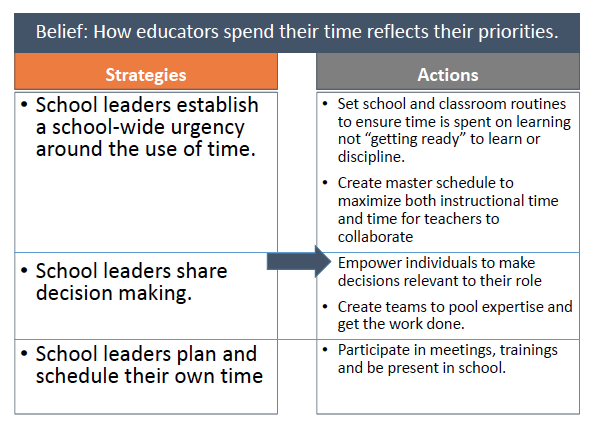 Belief: How educators spend their time reflects their priorities.
Strategies
Actions
• School leaders establish
a school-wide urgency
around the use of time.
• Set school and classroom routines
to ensure time is spent on learning
not “getting ready” to learn or
discipline.
• Create master schedule to
maximize both instructional time
and time for teachers to
collaborate
• School leaders share
decision making.
• Empower individuals to make
decisions relevant to their role
• Create teams to pool expertise and
get the work done.
• School leaders plan and
schedule their own time
• Participate in meetings, trainings
and be present in school.